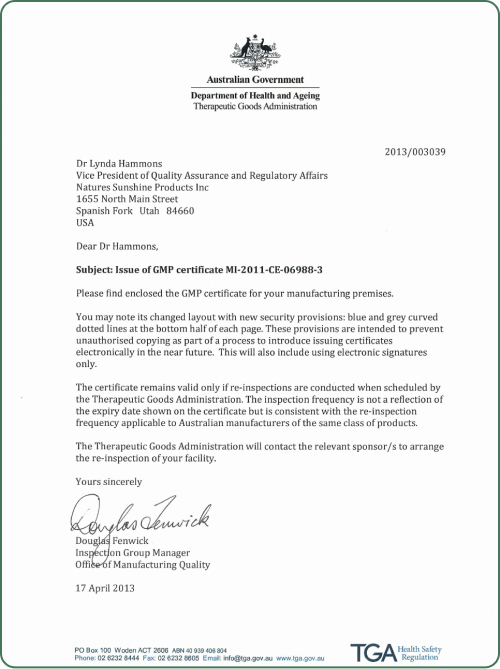 Australian Government
Department of Health and Ageing
Therapeutic Goods Administration
2013/003039
Dr Lynda Hammons
Vice President of Quality Assurance and Regulatory Affairs
Natures Sunshine Products Inc
1655 North Main Street
Spanish Fork Utah 84660
USA
Dear Dr Hammons,
Subject: Issue of GMP certificate MI-2011-CE-06988-3
Please find enclosed the GMP certificate for your manufacturing premises.
You may note its changed layout with new security provisions: blue and grey curved
dotted lines at the bottom half of each page. These provisions are intended to prevent
unauthorised copying as part of a process to introduce issuing certificates
electronically in the near future. This will also include using electronic signatures
only.
The certificate remains valid only if re-inspections are conducted when scheduled by
the Therapeutic Goods Administration. The inspection frequency is not a reflection of
the expiry date shown on the certificate but is consistent with the re-inspection
frequency applicable to Australian manufacturers of the same class of products.
The Therapeutic Goods Administration will contact the relevant sponsor/s to arrange
the re-inspection of your facility.
Yours sincerely
Douglas Fenwick
Douglas Fenwick
Inspection Group Manager
Office of Manufacturing Quality
17 April 2013
PO Box 100 Woden ACT 2606 ABN 40 939 406 804
Phone: 02 6232 8444 Fax: 02 6232 8605 Email: info@tga.gov.au www.tga.gov.au
TGA Health Safety
Regulation